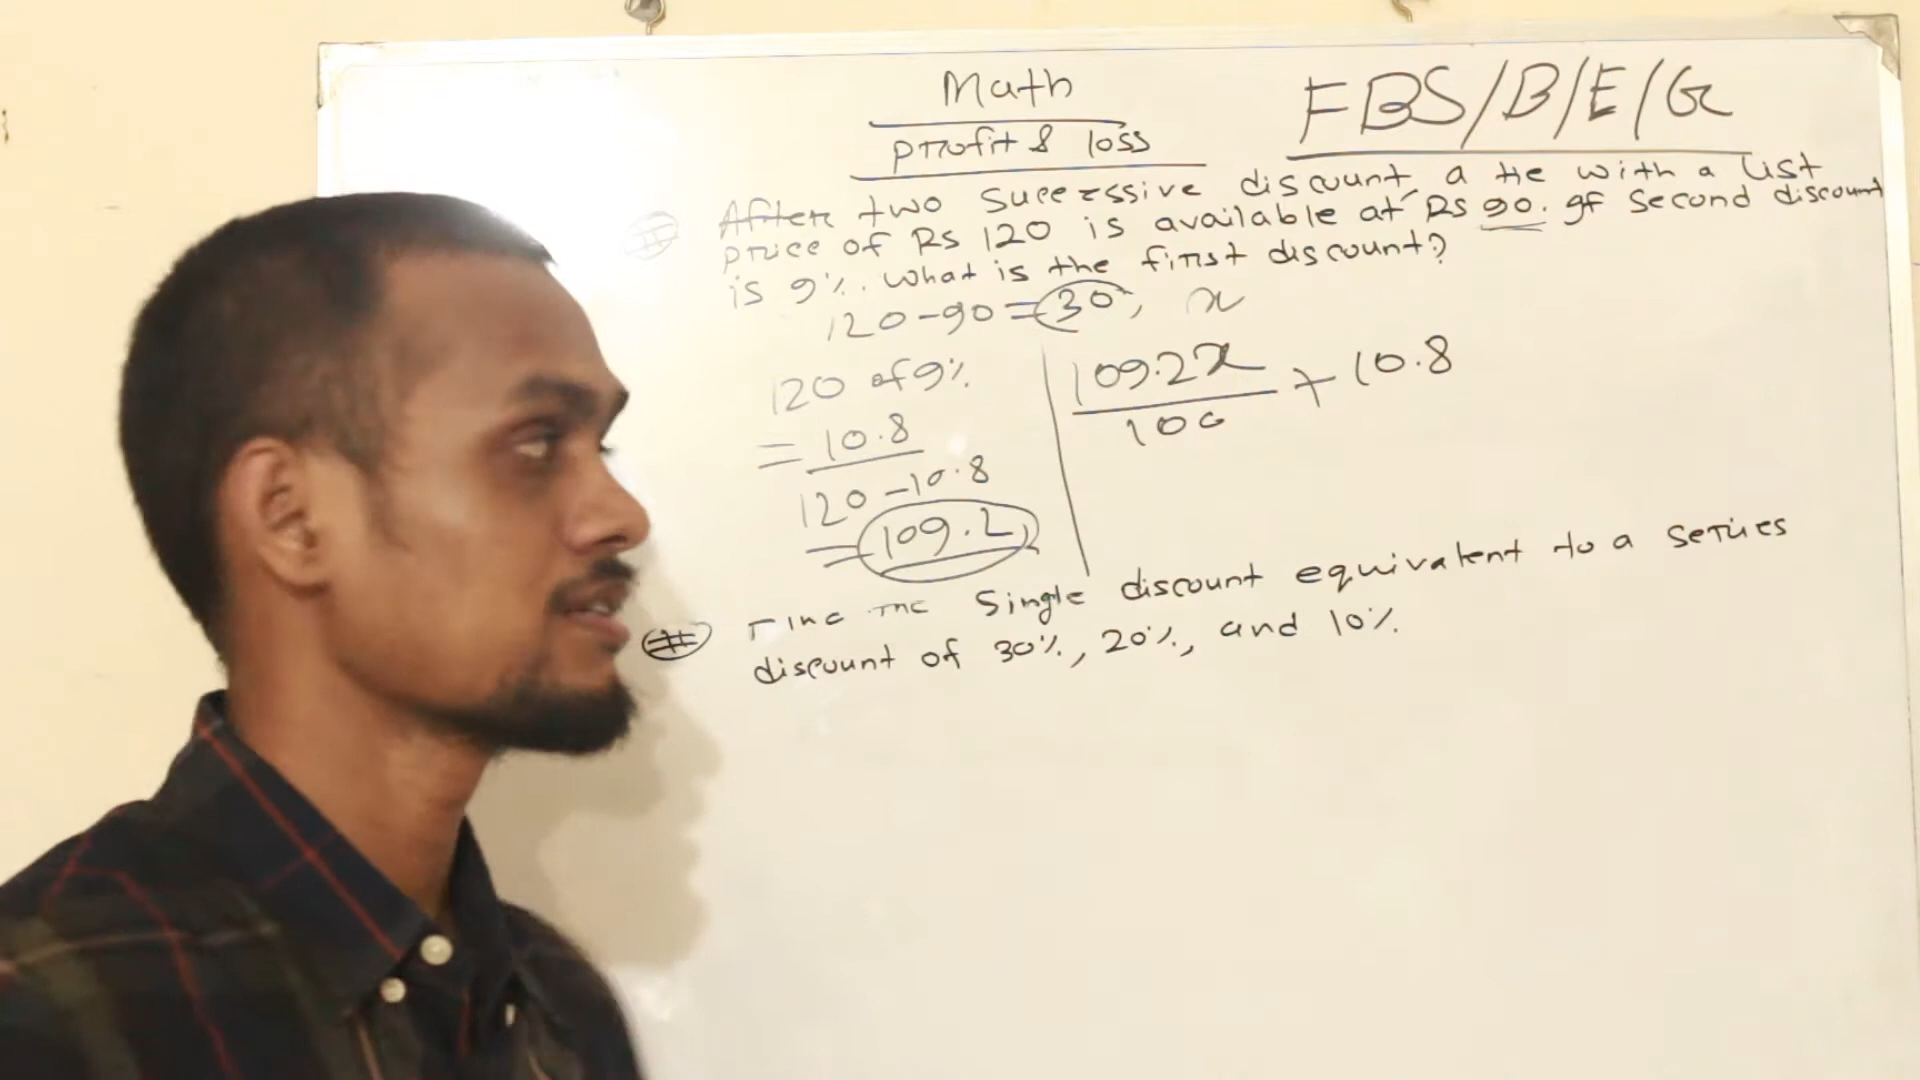 Math
profit & loss
FBS/B/E/G
After two sucerssive discount a tie with a list
price of Rs 120 is available at Rs 90. If second discount
is 9%. what is the first discount?
120-90=30, x
120 of 9%
= 10.8
120-10.8
= 109.2
109.2x
100
+ 10.8
Find the single discount equivalent to a series
discount of 30%, 20%, and 10%